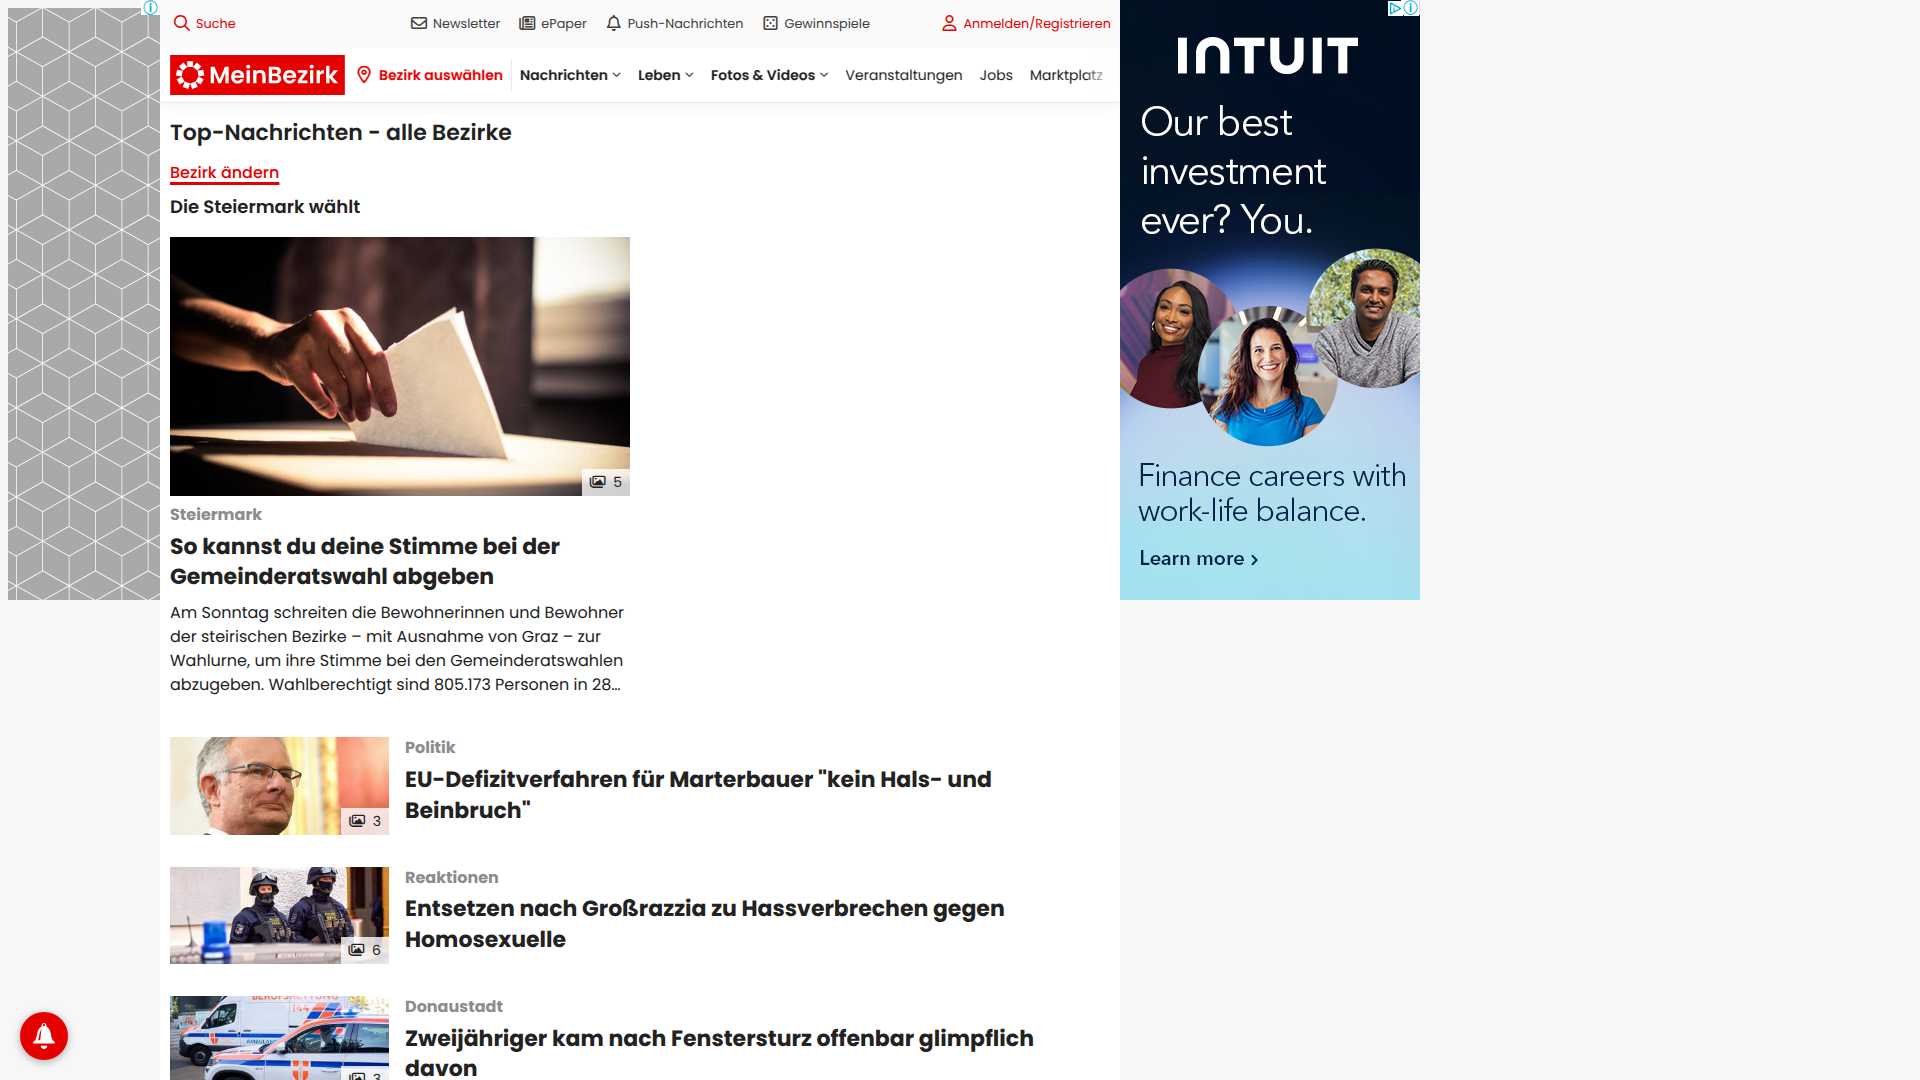 Suche
Newsletter
ePaper
Push-Nachrichten
Gewinnspiele
Anmelden/Registrieren
MeinBezirk
Bezirk auswählen
Nachrichten
Leben
Fotos & Videos
Veranstaltungen
Jobs
Marktplatz
Top-Nachrichten - alle Bezirke
Bezirk ändern
Die Steiermark wählt
5
Steiermark
So kannst du deine Stimme bei der
Gemeinderatswahl abgeben
Am Sonntag schreiten die Bewohnerinnen und Bewohner
der steirischen Bezirke – mit Ausnahme von Graz – zur
Wahlurne, um ihre Stimme bei den Gemeinderatswahlen
abzugeben. Wahlberechtigt sind 805.173 Personen in 28...
3
Politik
EU-Defizitverfahren für Marterbauer "kein Hals- und
Beinbruch"
6
Reaktionen
Entsetzen nach Großrazzia zu Hassverbrechen gegen
Homosexuelle
144
3
Donaustadt
Zweijähriger kam nach Fenstersturz offenbar glimpflich
davon
INTUIT
Our best
investment
ever? You.
Finance careers with
work-life balance.
Learn more ›